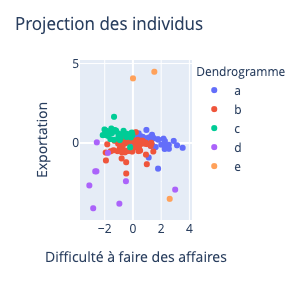 Projection des individus
Dendrogramme
a
b
c
d
e
5
0
Exportation
−2
0
2
4
Difficulté à faire des affaires